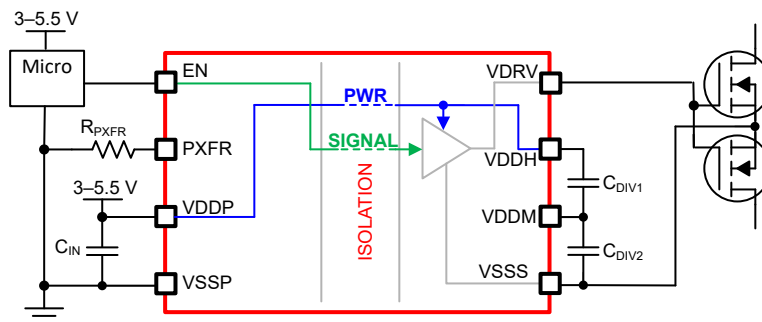 3–5.5 V
Micro
EN
VDRV
PWR
RPXFR
PXFR
SIGNAL
VDDH
3–5.5 V
ISOLATION
CDIV1
VDDP
VDDM
CIN
CDIV2
VSSP
VSSS